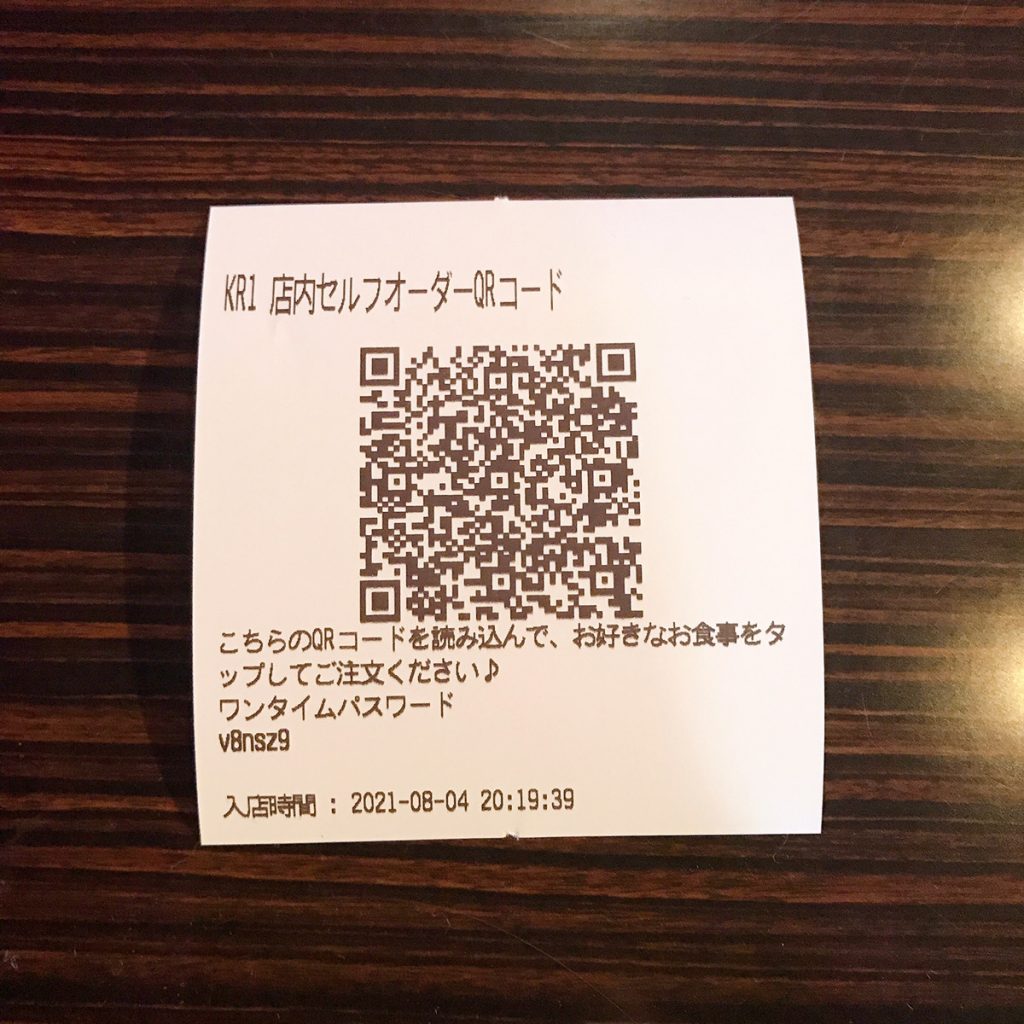 KR1 店内セルフオーダーQRコード
こちらのQRコードを読み込んで、お好きなお食事をタ
ップしてご注文ください♪
ワンタイムパスワード
v8nsz9
入店時間 : 2021-08-04 20:19:39